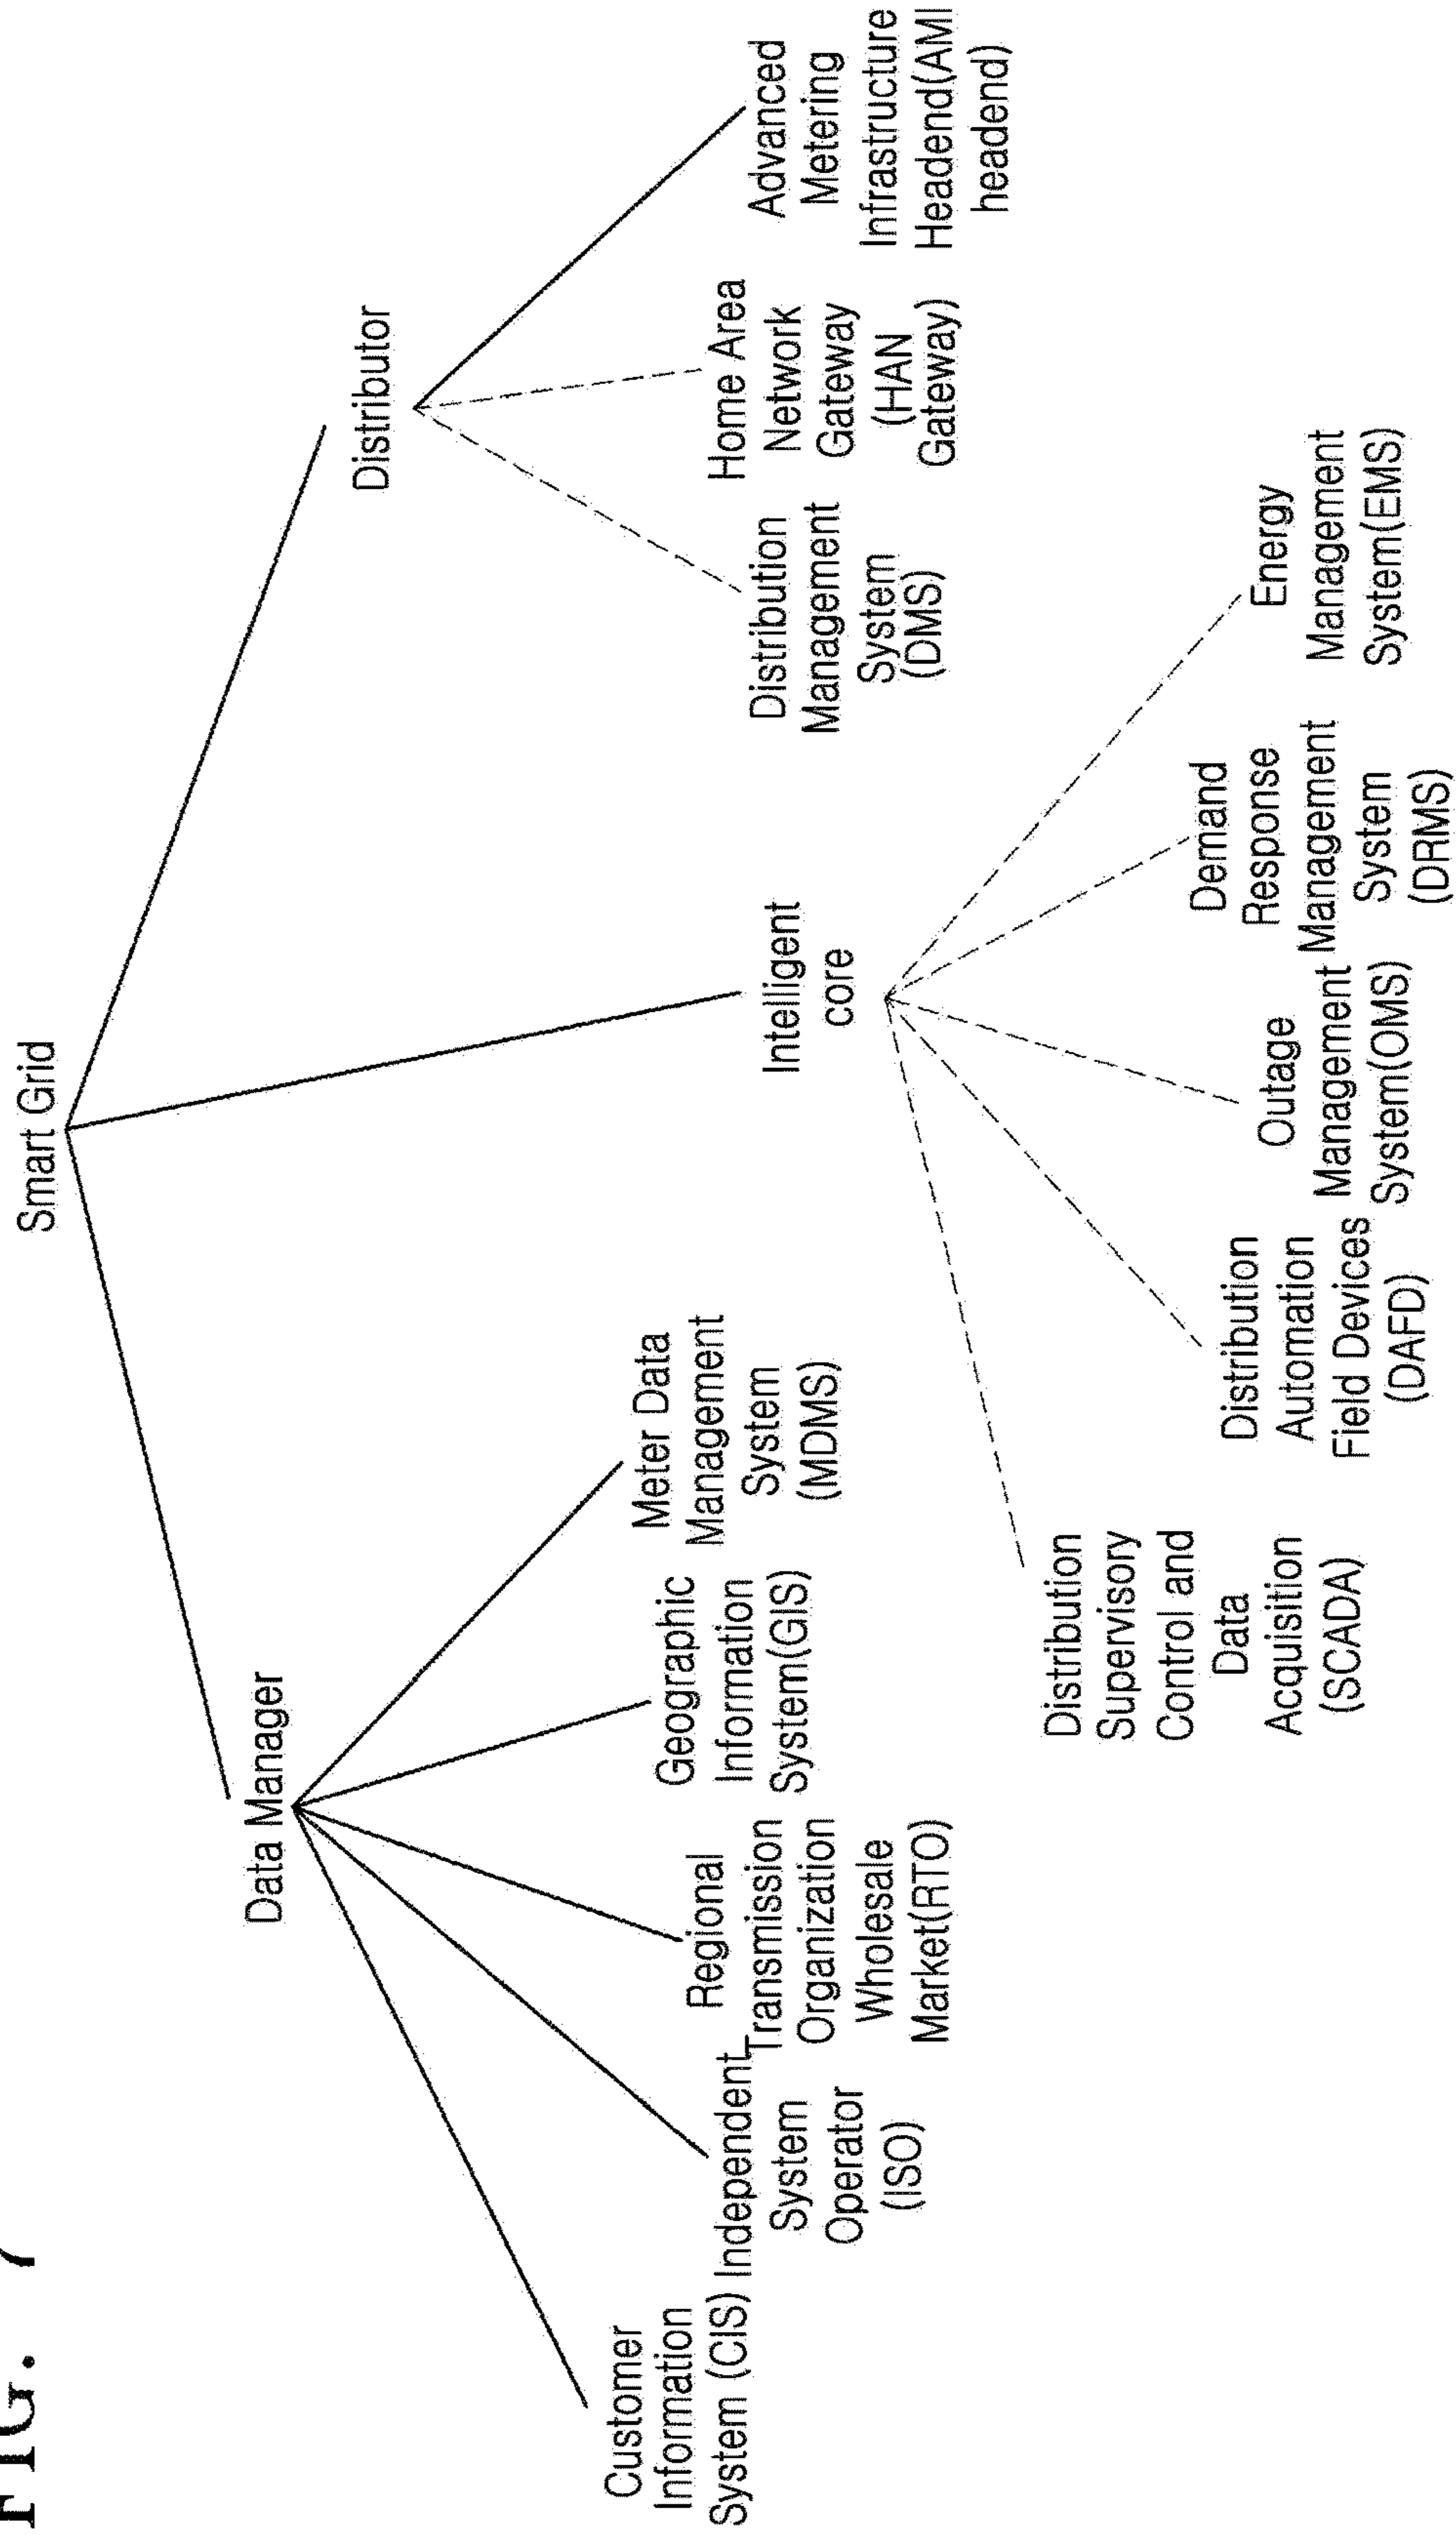 FIG. 7
Smart Grid
Data Manager
Distributor
Intelligent
core
Customer
Information
System (CIS)
Independent
System
Operator
(ISO)
Regional
Transmission
Organization
Wholesale
Market(RTO)
Geographic
Information
System(GIS)
Meter Data
Management
System
(MDMS)
Distribution
Management
System
(DMS)
Home Area
Network
Gateway
(HAN
Gateway)
Advanced
Metering
Infrastructure
Headend(AMI
headend)
Distribution
Supervisory
Control and
Data
Acquisition
(SCADA)
Distribution
Automation
Field Devices
(DAFD)
Outage
Management
System(OMS)
Demand
Response
Management
System
(DRMS)
Energy
Management
System(EMS)